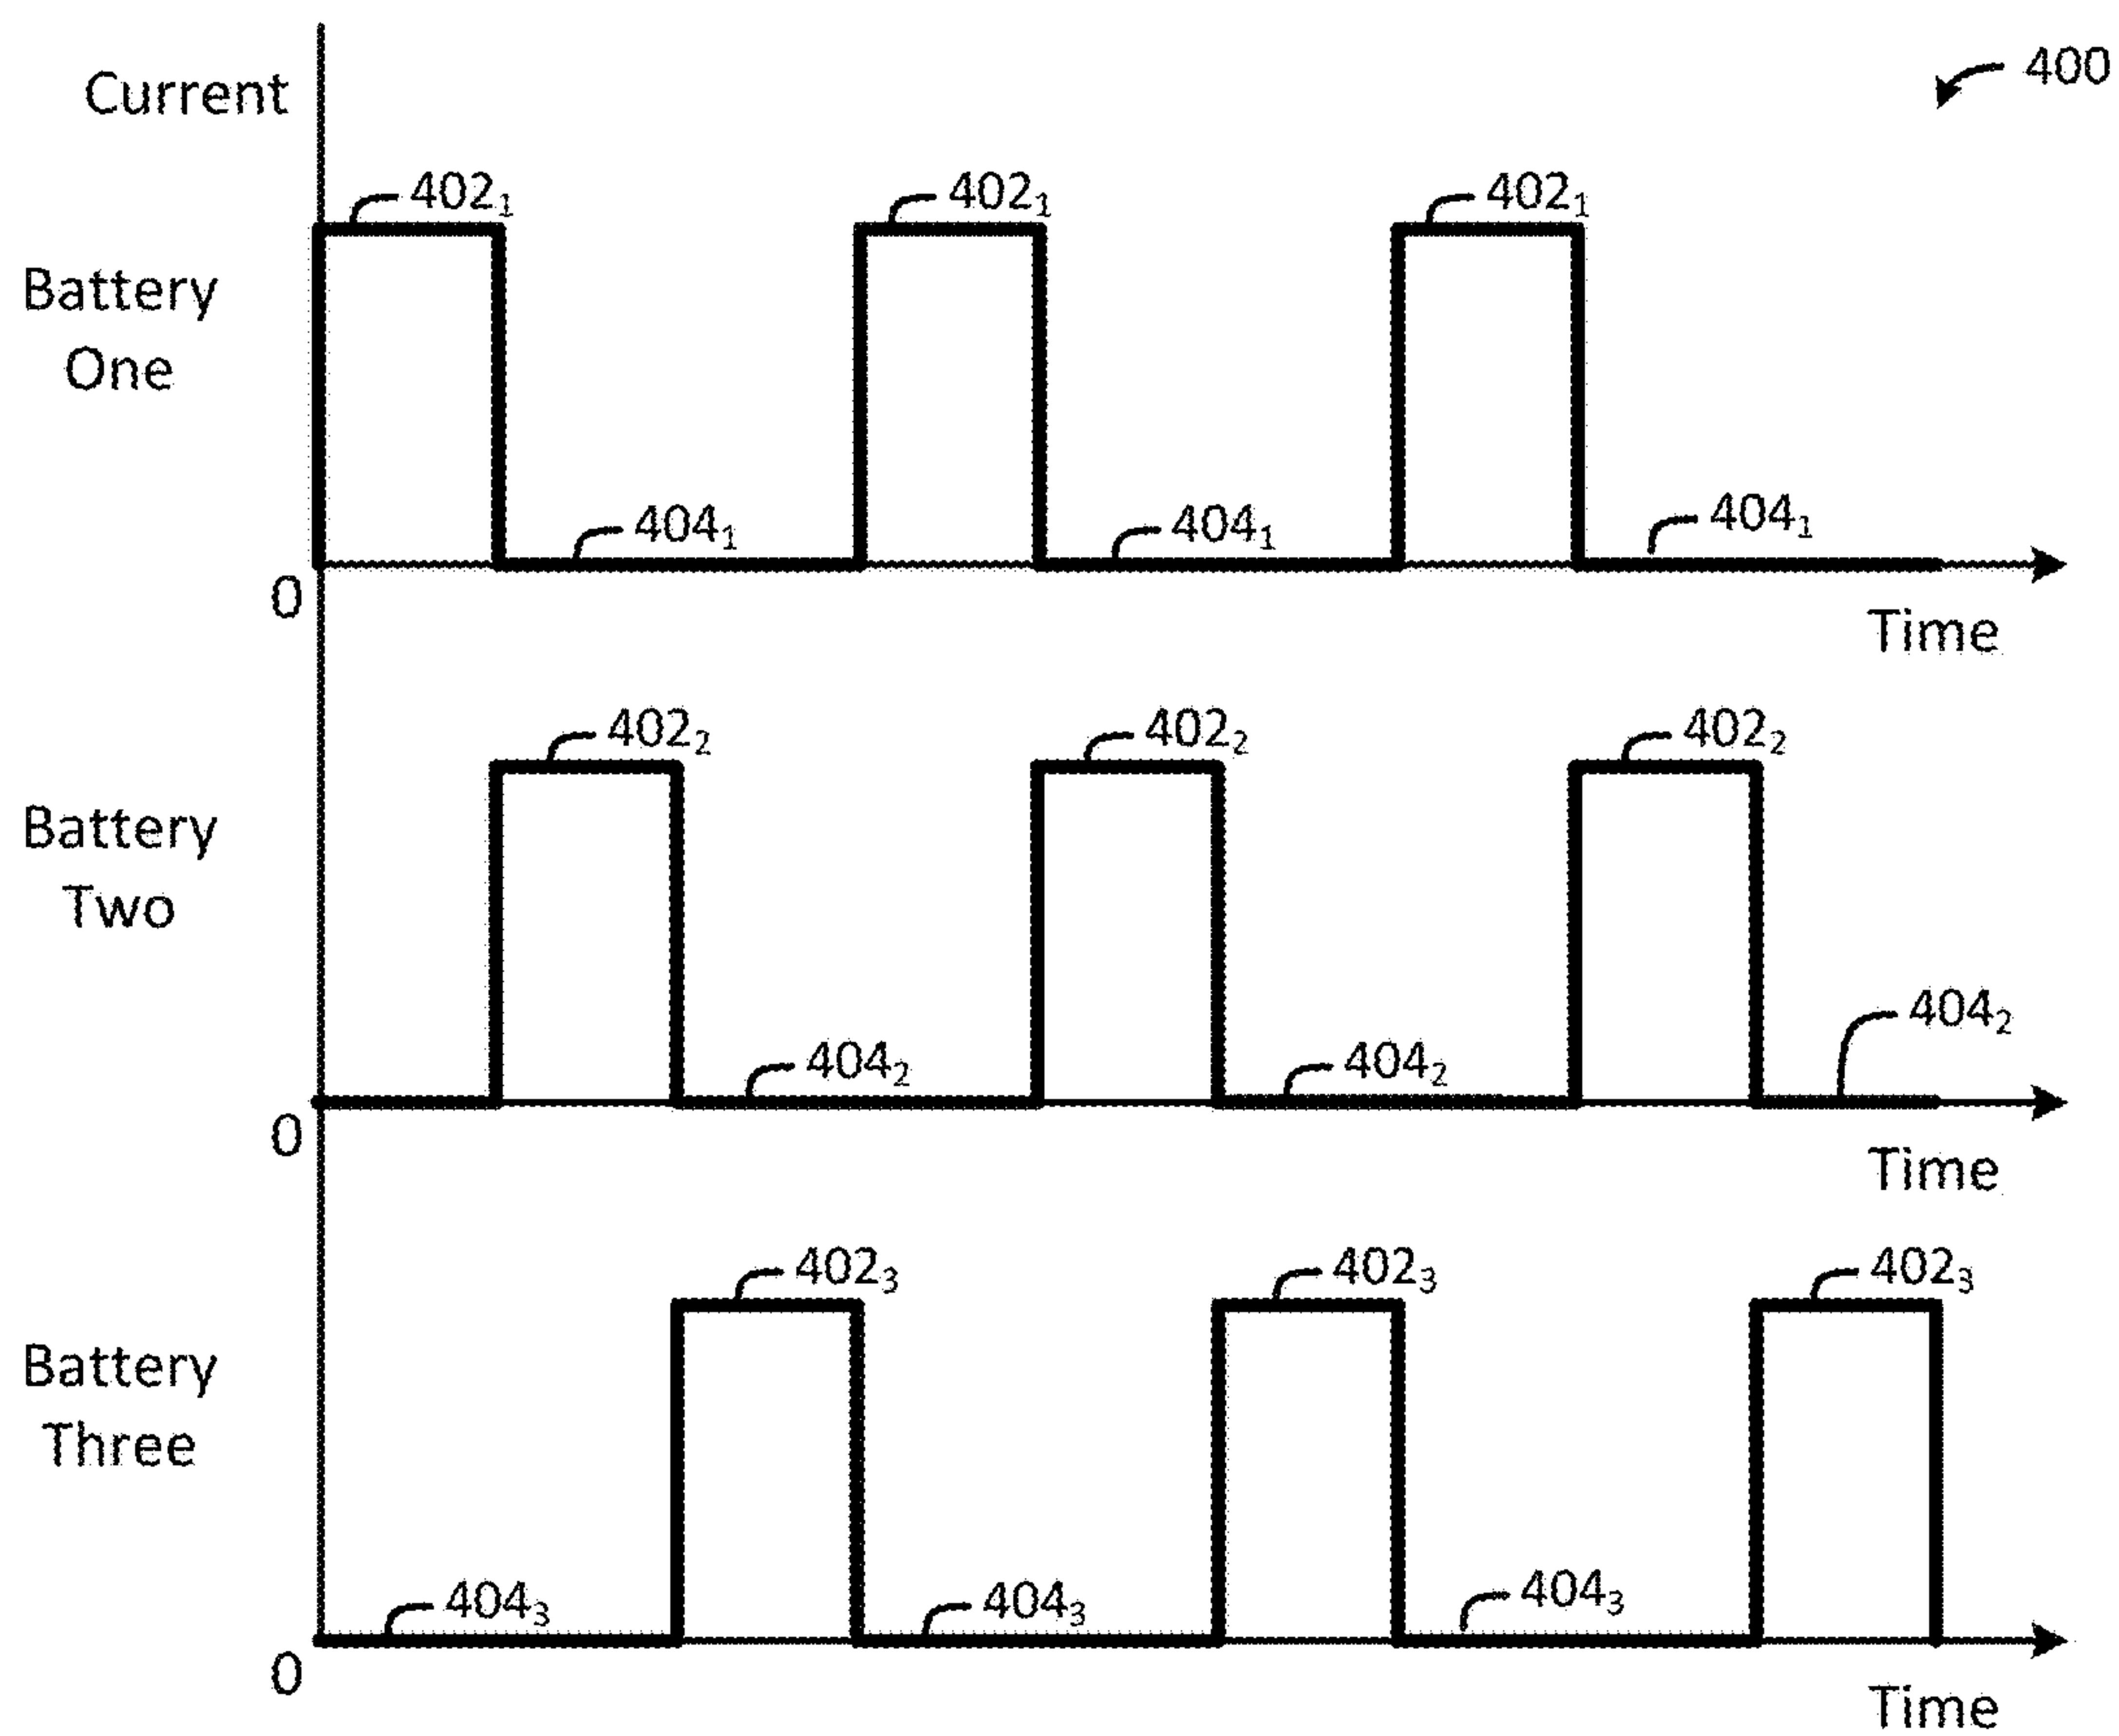 Current
400
402₁ 402₁ 402₁
Battery
One
404₁ 404₁ 404₁
0
Time
402₂ 402₂ 402₂
Battery
Two
404₂ 404₂ 404₂
0
Time
402₃ 402₃ 402₃
Battery
Three
404₃ 404₃ 404₃
0
Time